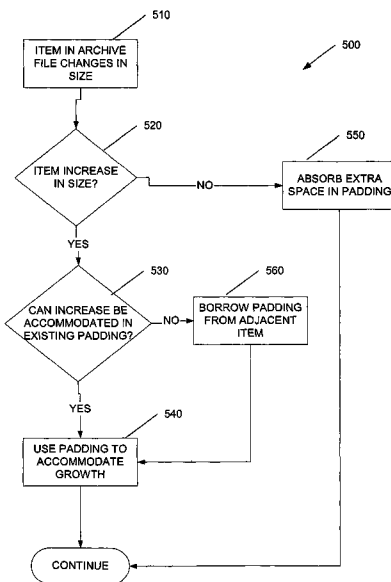 510
ITEM IN ARCHIVE
FILE CHANGES IN
SIZE
500
520
ITEM INCREASE
IN SIZE?
NO
550
ABSORB EXTRA
SPACE IN PADDING
YES
530
CAN INCREASE BE
ACCOMMODATED IN
EXISTING PADDING?
NO
560
BORROW PADDING
FROM ADJACENT
ITEM
YES
540
USE PADDING TO
ACCOMMODATE
GROWTH
CONTINUE